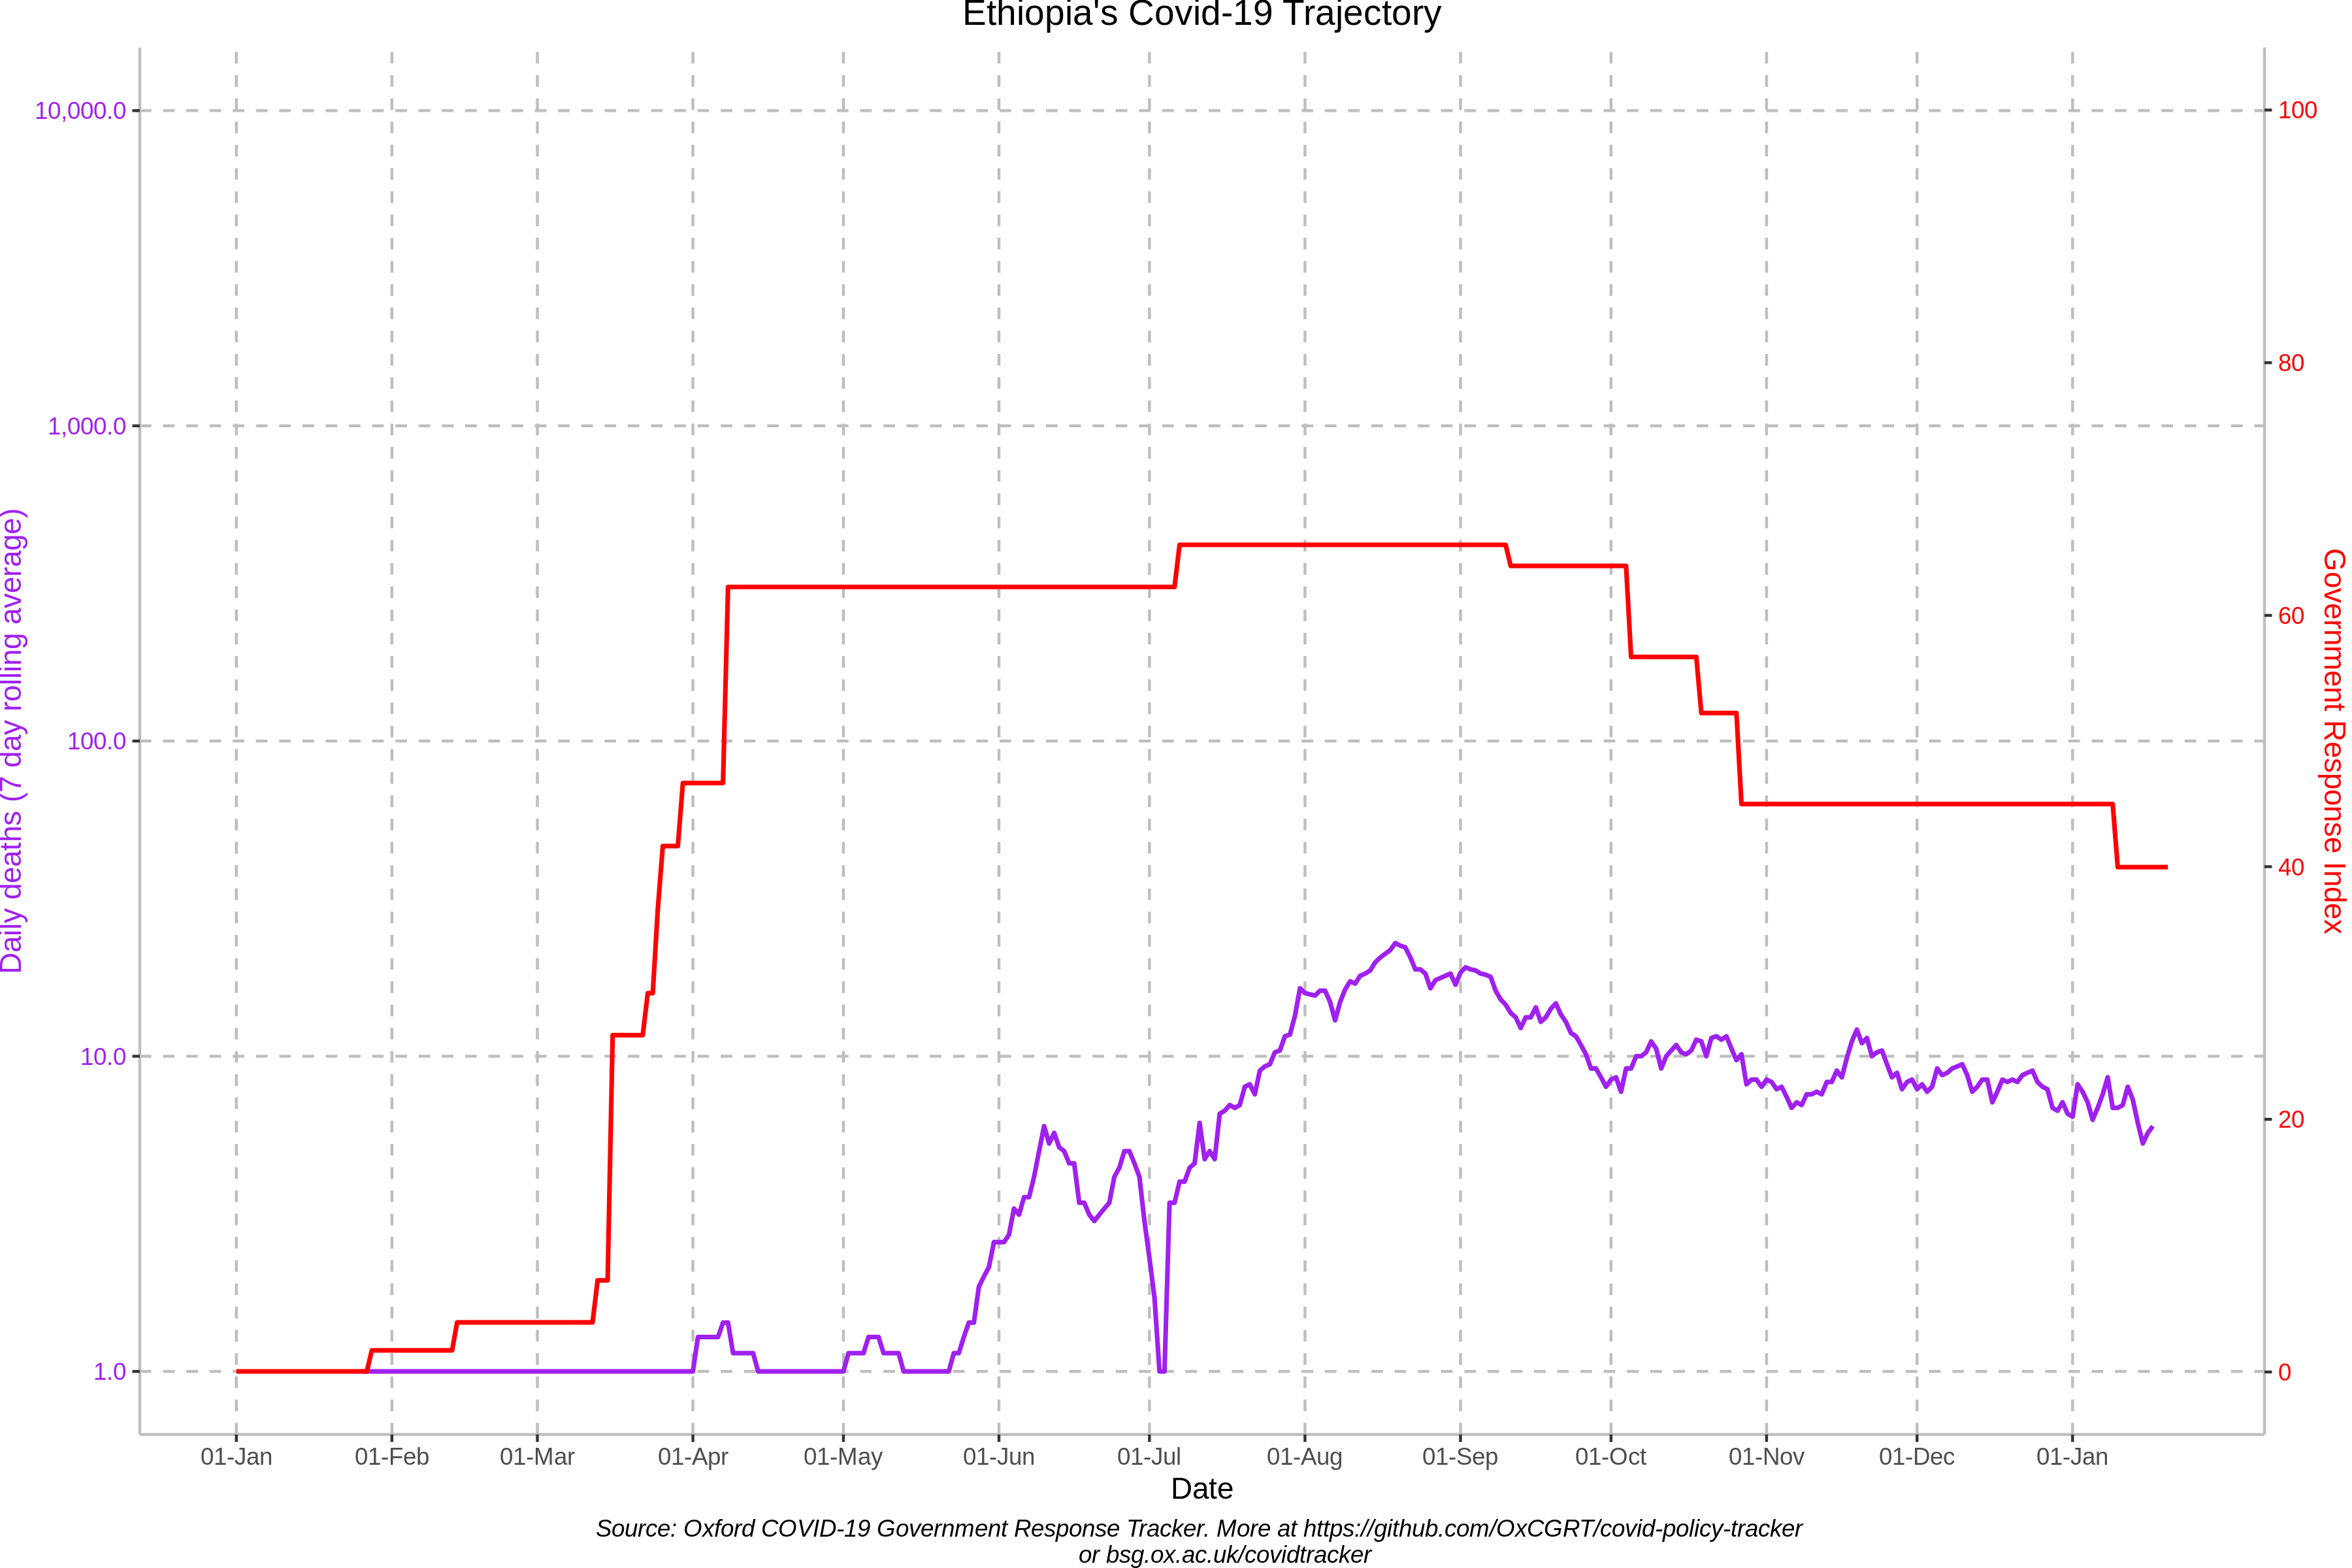 Ethiopia's Covid-19 Trajectory
10,000.0
1,000.0
100.0
10.0
1.0
Daily deaths (7 day rolling average)
100
80
60
40
20
0
Government Response Index
01-Jan 01-Feb 01-Mar 01-Apr 01-May 01-Jun 01-Jul 01-Aug 01-Sep 01-Oct 01-Nov 01-Dec 01-Jan
Date
Source: Oxford COVID-19 Government Response Tracker. More at https://github.com/OxCGRT/covid-policy-tracker
or bsg.ox.ac.uk/covidtracker